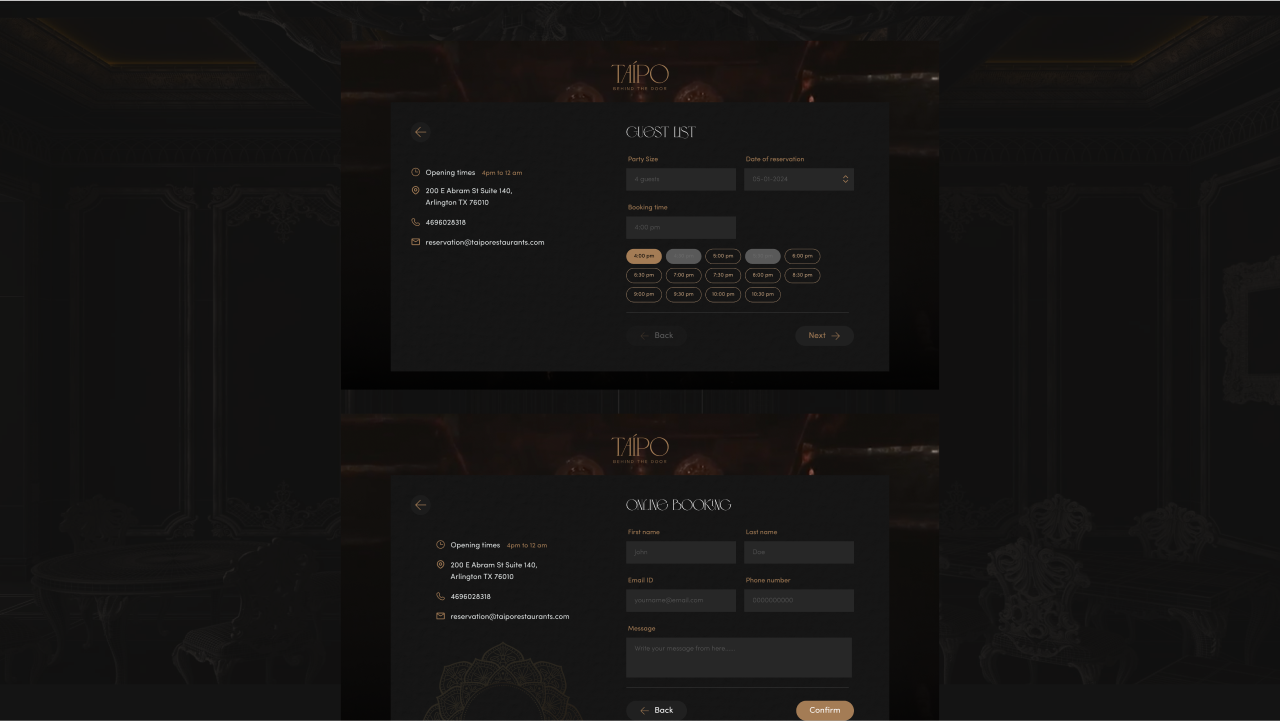 TAÍPO
BEHIND THE DOOR
GUEST LIST
Opening times 4pm to 12 am
200 E Abram St Suite 140,
Arlington TX 76010
4696028318
reservation@taiporestaurants.com
Party Size Date of reservation
4 guests 05-01-2024
Booking time
4:00 pm
4:00 pm 5:00 pm 6:00 pm
6:30 pm 7:00 pm 7:30 pm 8:30 pm
9:00 pm 9:30 pm 10:00 pm 10:30 pm
Back Next
TAÍPO
BEHIND THE DOOR
ONLINE BOOKING
Opening times 4pm to 12 am
200 E Abram St Suite 140,
Arlington TX 76010
4696028318
reservation@taiporestaurants.com
First name Last name
john Doe
Email ID Phone number
yourname@email.com 0000000000
Message
Write your message from here.....
Back Confirm